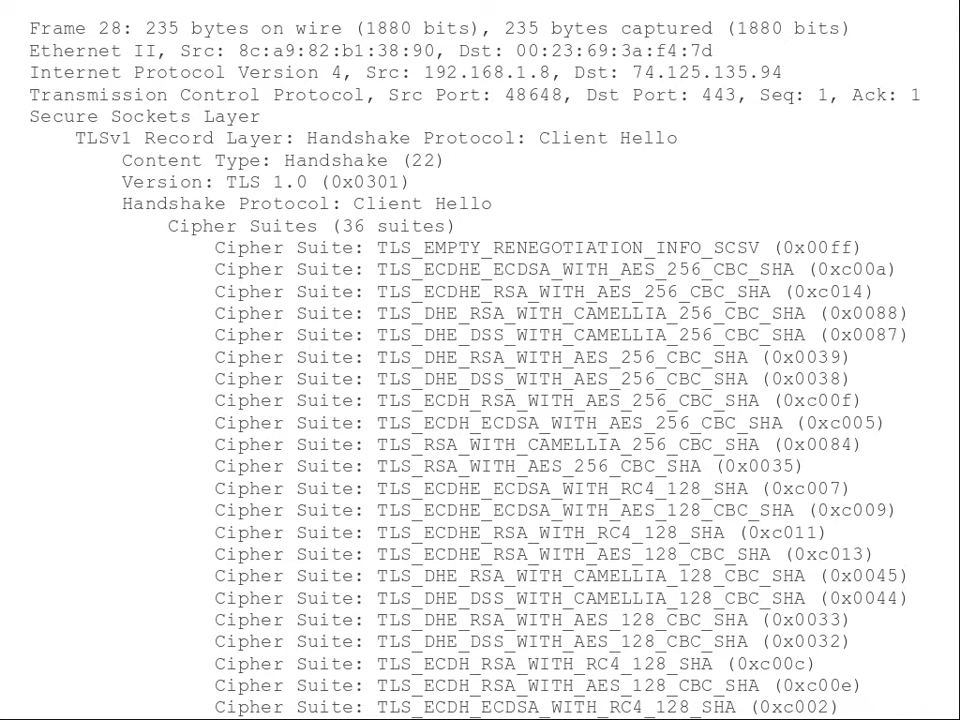 Frame 28: 235 bytes on wire (1880 bits), 235 bytes captured (1880 bits)
Ethernet II, Src: 8c:a9:82:b1:38:90, Dst: 00:23:69:3a:f4:7d
Internet Protocol Version 4, Src: 192.168.1.8, Dst: 74.125.135.94
Transmission Control Protocol, Src Port: 48648, Dst Port: 443, Seq: 1, Ack: 1
Secure Sockets Layer
TLSv1 Record Layer: Handshake Protocol: Client Hello
Content Type: Handshake (22)
Version: TLS 1.0 (0x0301)
Handshake Protocol: Client Hello
Cipher Suites (36 suites)
Cipher Suite: TLS_EMPTY_RENEGOTIATION_INFO_SCSV (0x00ff)
Cipher Suite: TLS_ECDHE_ECDSA_WITH_AES_256_CBC_SHA (0xc00a)
Cipher Suite: TLS_ECDHE_RSA_WITH_AES_256_CBC_SHA (0xc014)
Cipher Suite: TLS_DHE_RSA_WITH_CAMELLIA_256_CBC_SHA (0x0088)
Cipher Suite: TLS_DHE_DSS_WITH_CAMELLIA_256_CBC_SHA (0x0087)
Cipher Suite: TLS_DHE_RSA_WITH_AES_256_CBC_SHA (0x0039)
Cipher Suite: TLS_DHE_DSS_WITH_AES_256_CBC_SHA (0x0038)
Cipher Suite: TLS_ECDH_RSA_WITH_AES_256_CBC_SHA (0xc00f)
Cipher Suite: TLS_ECDH_ECDSA_WITH_AES_256_CBC_SHA (0xc005)
Cipher Suite: TLS_RSA_WITH_CAMELLIA_256_CBC_SHA (0x0084)
Cipher Suite: TLS_RSA_WITH_AES_256_CBC_SHA (0x0035)
Cipher Suite: TLS_ECDHE_ECDSA_WITH_RC4_128_SHA (0xc007)
Cipher Suite: TLS_ECDHE_ECDSA_WITH_AES_128_CBC_SHA (0xc009)
Cipher Suite: TLS_ECDHE_RSA_WITH_RC4_128_SHA (0xc011)
Cipher Suite: TLS_ECDHE_RSA_WITH_AES_128_CBC_SHA (0xc013)
Cipher Suite: TLS_DHE_RSA_WITH_CAMELLIA_128_CBC_SHA (0x0045)
Cipher Suite: TLS_DHE_DSS_WITH_CAMELLIA_128_CBC_SHA (0x0044)
Cipher Suite: TLS_DHE_RSA_WITH_AES_128_CBC_SHA (0x0033)
Cipher Suite: TLS_DHE_DSS_WITH_AES_128_CBC_SHA (0x0032)
Cipher Suite: TLS_ECDH_RSA_WITH_RC4_128_SHA (0xc00c)
Cipher Suite: TLS_ECDH_RSA_WITH_AES_128_CBC_SHA (0xc00e)
Cipher Suite: TLS_ECDH_ECDSA_WITH_RC4_128_SHA (0xc002)